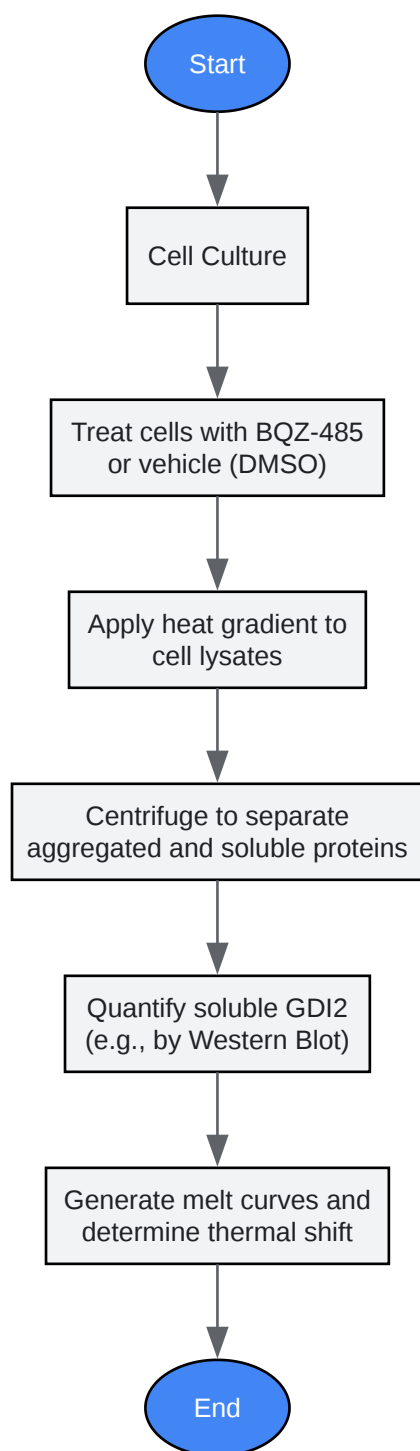 Start
Cell Culture
Treat cells with BQZ-485
or vehicle (DMSO)
Apply heat gradient to
cell lysates
Centrifuge to separate
aggregated and soluble proteins
Quantify soluble GDI2
(e.g., by Western Blot)
Generate melt curves and
determine thermal shift
End